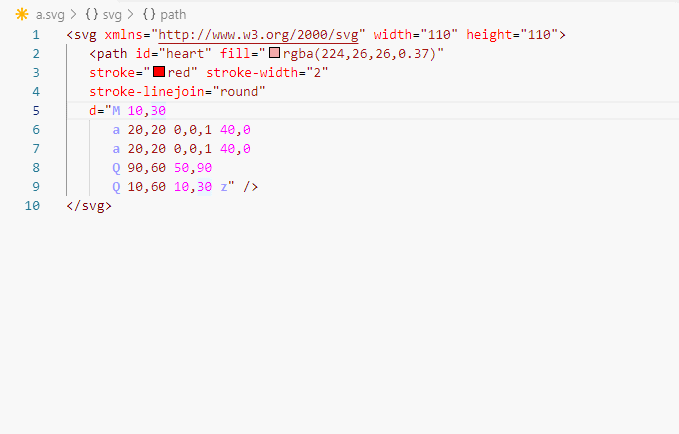 a.svg > {} svg > {} path
1 <svg xmlns="http://www.w3.org/2000/svg" width="110" height="110">
2 <path id="heart" fill="rgba(224,26,26,0.37)"
3 stroke="red" stroke-width="2"
4 stroke-linejoin="round"
5 d="M 10,30
6 a 20,20 0,0,1 40,0
7 a 20,20 0,0,1 40,0
8 Q 90,60 50,90
9 Q 10,60 10,30 z" />
10 </svg>